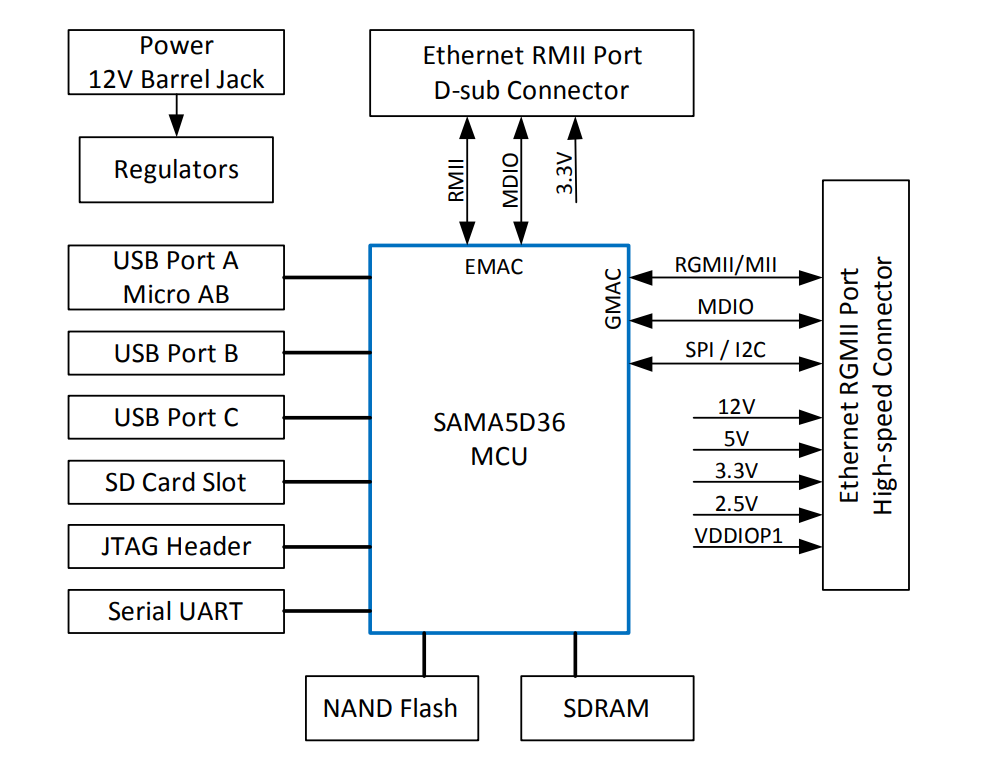 Power
12V Barrel Jack
Regulators
Ethernet RMII Port
D-sub Connector
RMII
MDIO
3.3V
USB Port A
Micro AB
USB Port B
USB Port C
SD Card Slot
JTAG Header
Serial UART
EMAC
GMAC
SAMA5D36
MCU
RGMII/MII
MDIO
SPI / I2C
12V
5V
3.3V
2.5V
VDDIOP1
Ethernet RGMII Port
High-speed Connector
NAND Flash
SDRAM